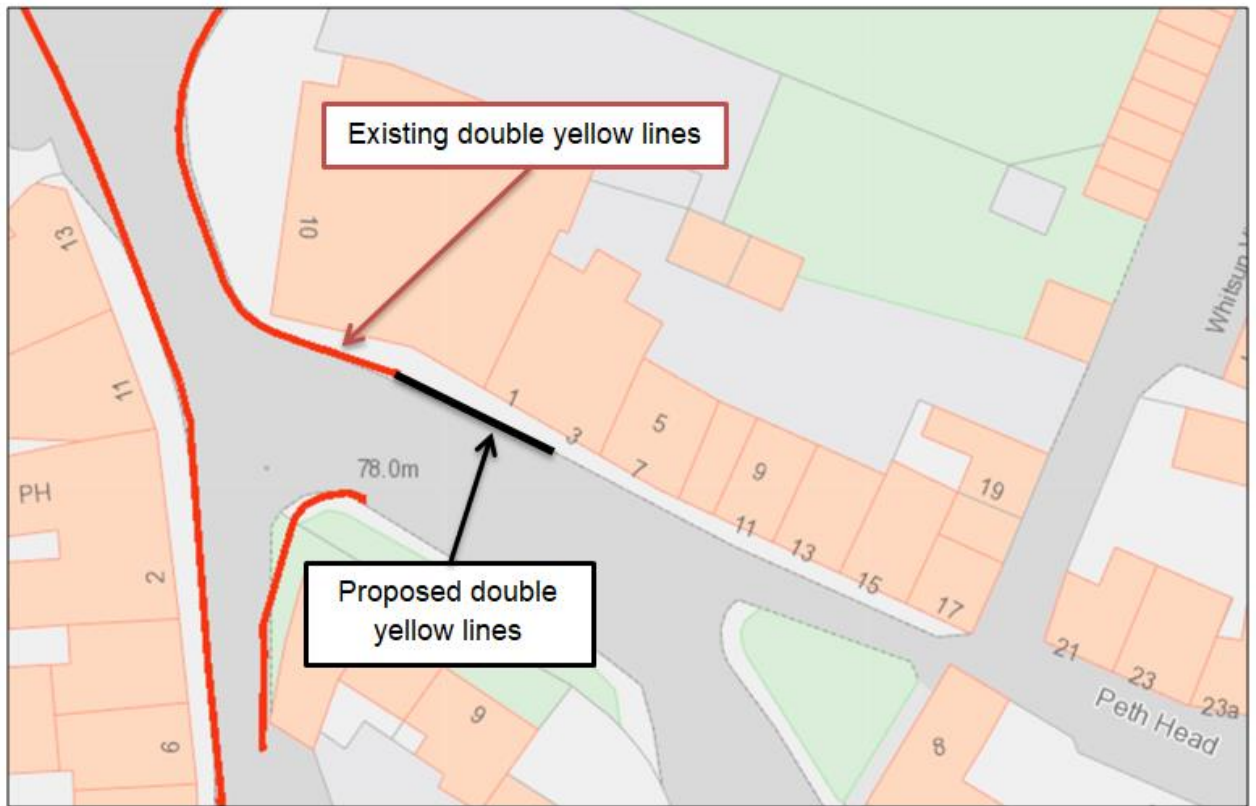 Existing double yellow lines
10
13
11
PH
2
6
78.0m
1
3
5
7
9
11
13
15
17
19
Whitsun
Proposed double
yellow lines
9
8
21
23
23a
Peth Head